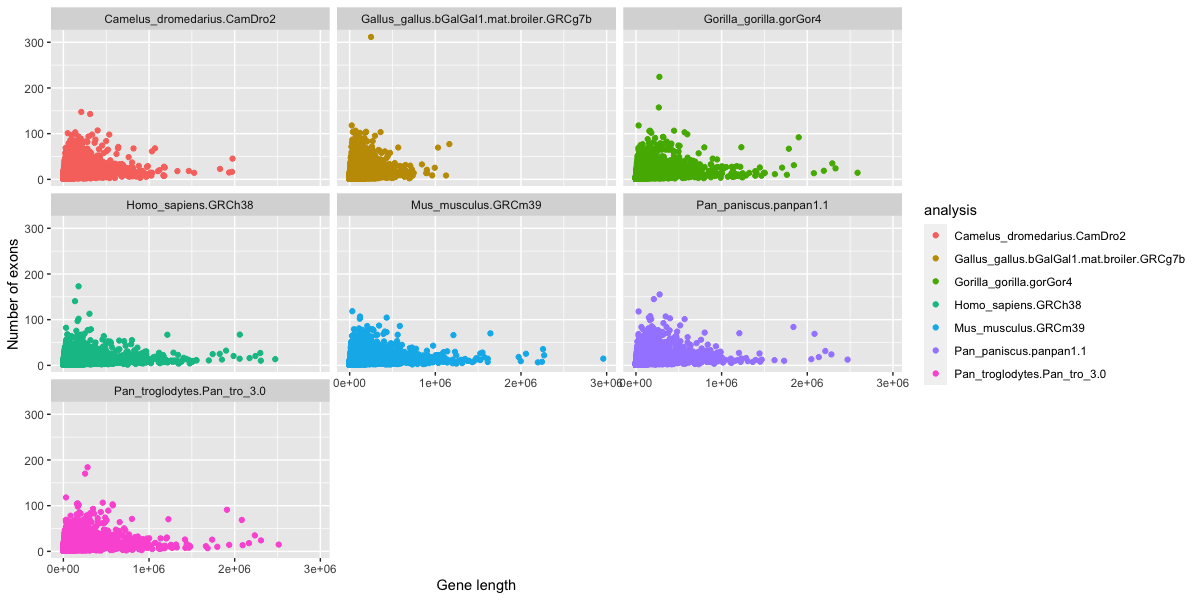 Camelus_dromedarius.CamDro2
Gallus_gallus.bGalGal1.mat.broiler.GRCg7b
Gorilla_gorilla.gorGor4
300
200
100
0
Homo_sapiens.GRCh38
Mus_musculus.GRCm39
Pan_paniscus.panpan1.1
300
200
100
0
0e+00 1e+06 2e+06 3e+06
0e+00 1e+06 2e+06 3e+06
Pan_troglodytes.Pan_tro_3.0
300
200
100
0
0e+00 1e+06 2e+06 3e+06
Number of exons
Gene length
analysis
Camelus_dromedarius.CamDro2
Gallus_gallus.bGalGal1.mat.broiler.GRCg7b
Gorilla_gorilla.gorGor4
Homo_sapiens.GRCh38
Mus_musculus.GRCm39
Pan_paniscus.panpan1.1
Pan_troglodytes.Pan_tro_3.0